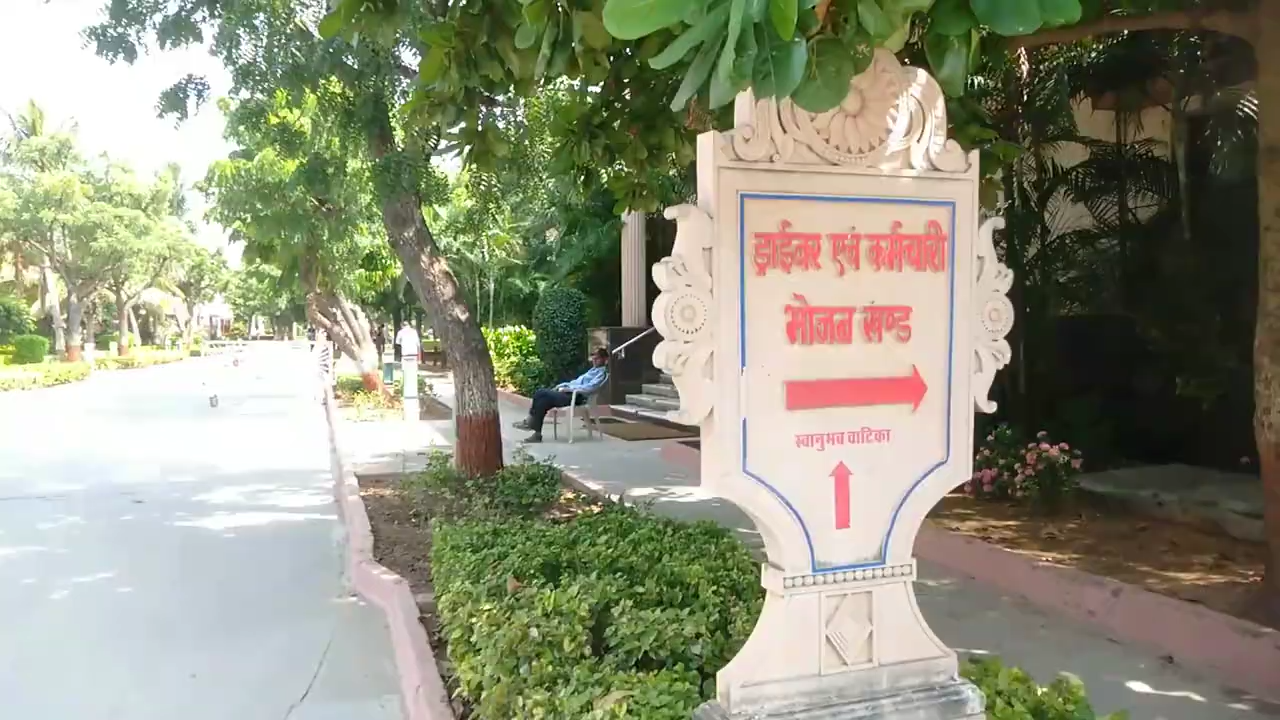 ड्राईवर एवं कर्मचारी
भोजन खण्ड
स्वानुभव वाटिका